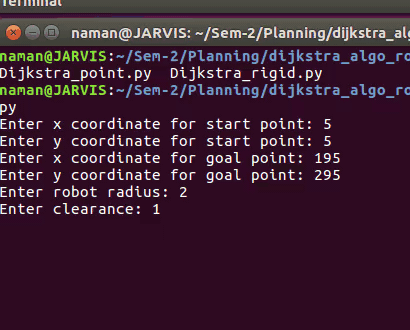 Terminal
naman@JARVIS: ~/Sem-2/Planning/dijkstra_alg
naman@JARVIS:~/Sem-2/Planning/dijkstra_algo_ro
Dijkstra_point.py  Dijkstra_rigid.py
naman@JARVIS:~/Sem-2/Planning/dijkstra_algo_ro
py
Enter x coordinate for start point: 5
Enter y coordinate for start point: 5
Enter x coordinate for goal point: 195
Enter y coordinate for goal point: 295
Enter robot radius: 2
Enter clearance: 1